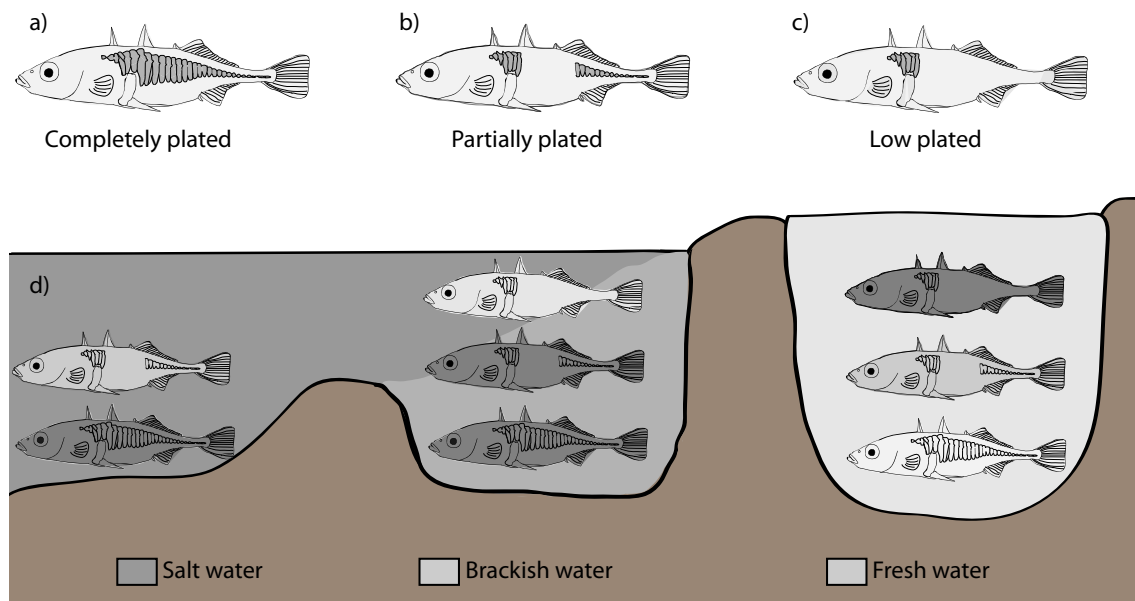 a)
b)
c)
Completely plated
Partially plated
Low plated
d)
Salt water
Brackish water
Fresh water